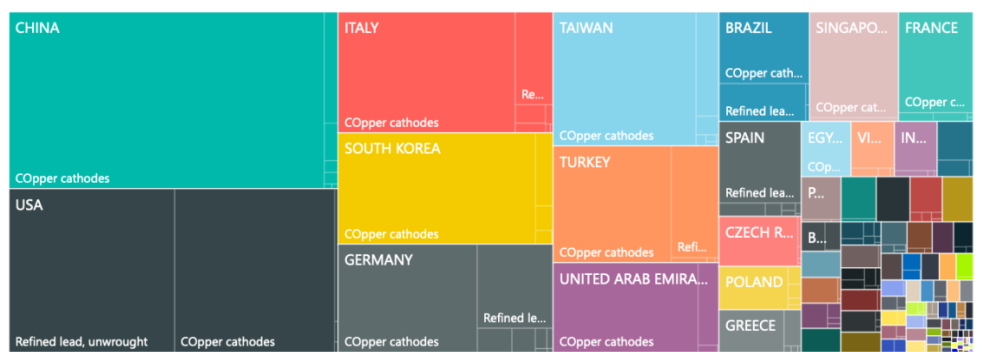 CHINA
COpper cathodes
USA
Refined lead, unwrought
COpper cathodes
ITALY
Re...
COpper cathodes
SOUTH KOREA
COpper cathodes
GERMANY
Refined le...
COpper cathodes
TAIWAN
COpper cathodes
TURKEY
COpper cathodes
Refi...
UNITED ARAB EMIRA...
COpper cathodes
BRAZIL
COpper cath...
Refined lea...
SINGAPO...
COpper cat...
FRANCE
COpper c...
SPAIN
Refined lea...
CZECH R...
POLAND
GREECE
EGY...
COp...
VI...
IN...
P...
B...